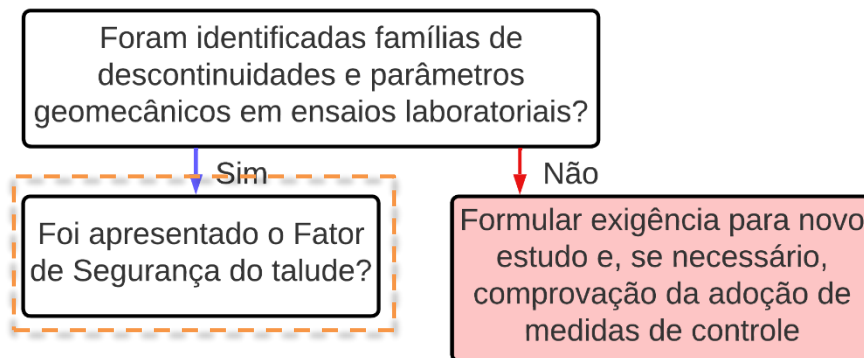 Foram identificadas famílias de
descontinuidades e parâmetros
geomecânicos em ensaios laboratoriais?
Sim
Não
Foi apresentado o Fator
de Segurança do talude?
Formular exigência para novo
estudo e, se necessário,
comprovação da adoção de
medidas de controle